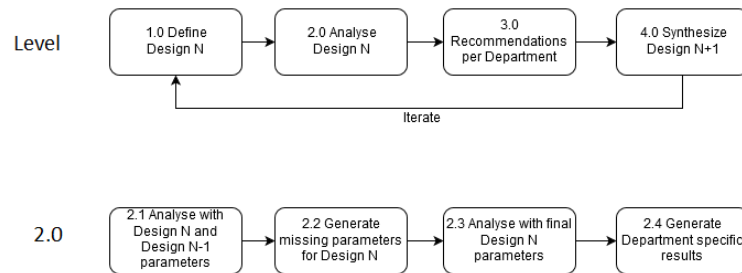 Level
1.0 Define
Design N
2.0 Analyse
Design N
3.0
Recommendations
per Department
4.0 Synthesize
Design N+1
Iterate
2.0
2.1 Analyse with
Design N and
Design N-1
parameters
2.2 Generate
missing parameters
for Design N
2.3 Analyse with final
Design N
parameters
2.4 Generate
Department specific
results